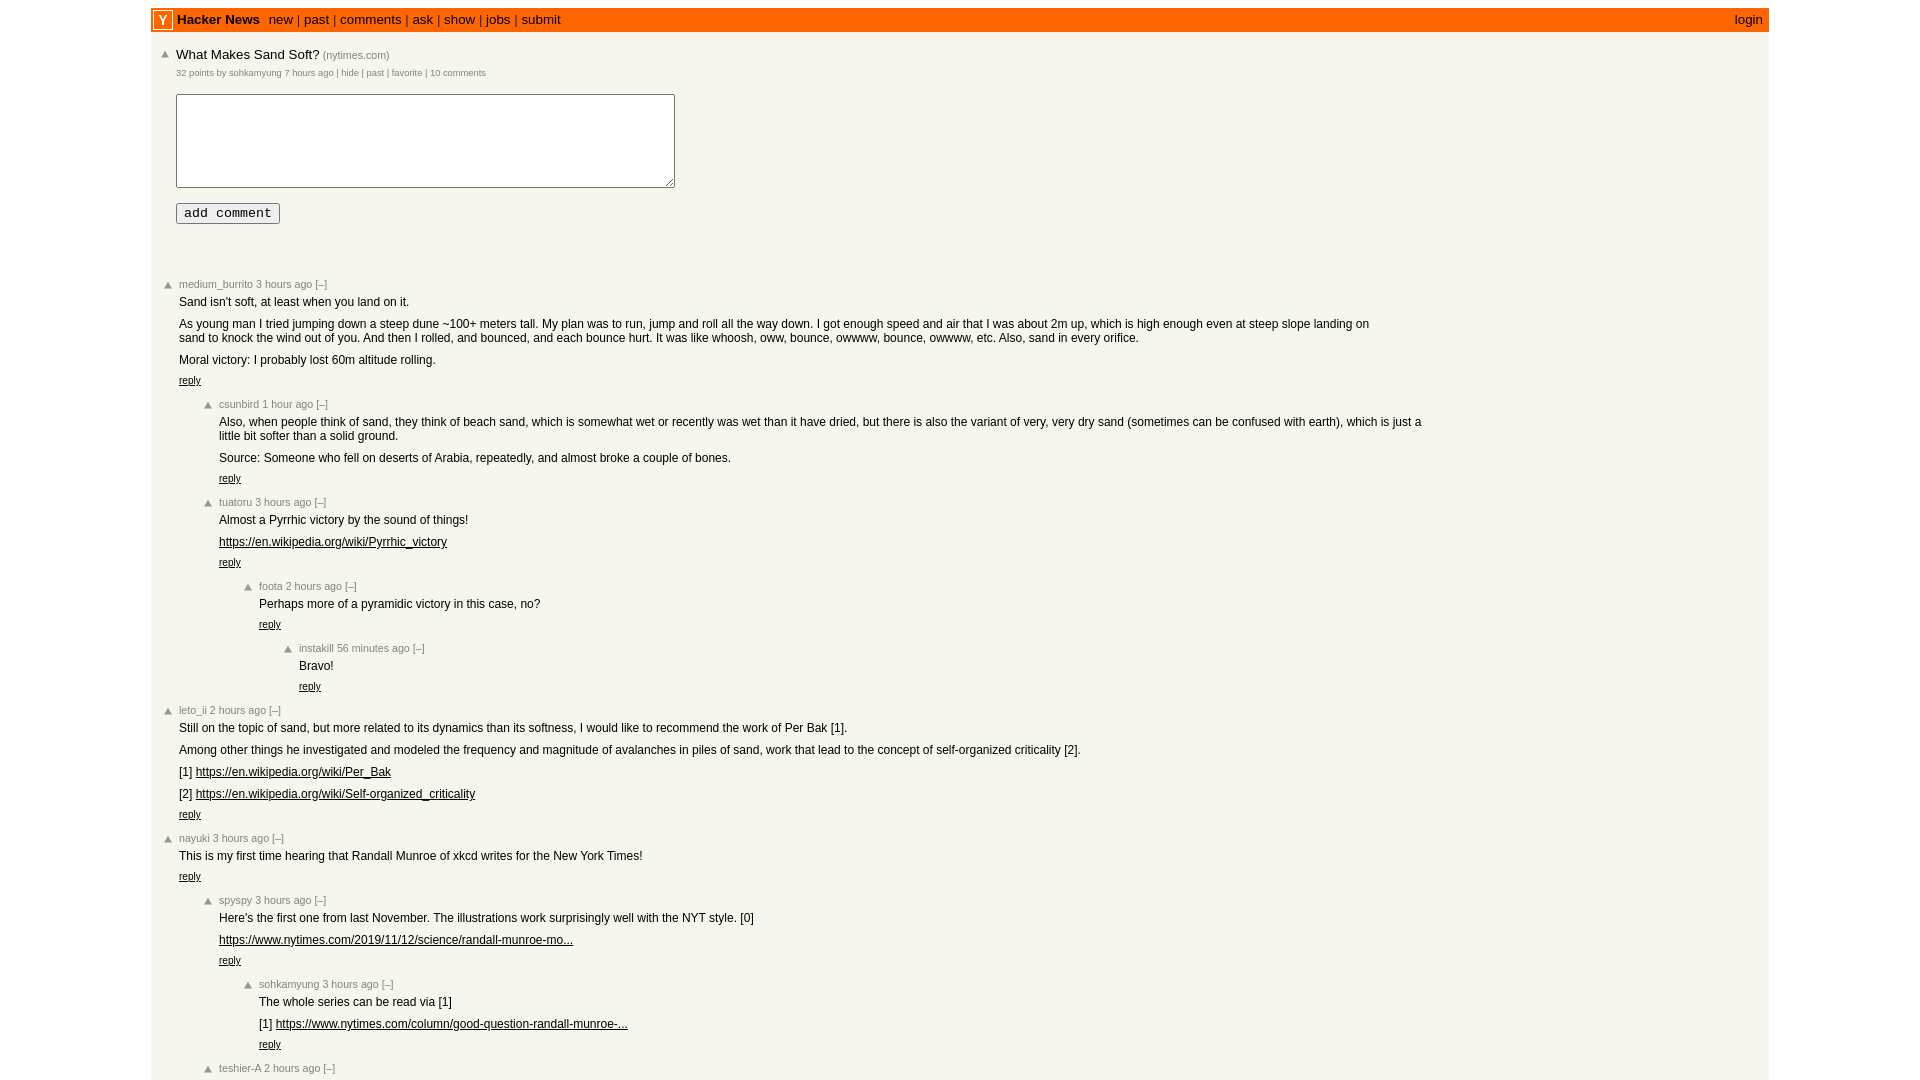 Y Hacker News new | past | comments | ask | show | jobs | submit login
What Makes Sand Soft? (nytimes.com)
32 points by sohkamyung 7 hours ago | hide | past | favorite | 10 comments
add comment
medium_burrito 3 hours ago [–]
Sand isn't soft, at least when you land on it.
As young man I tried jumping down a steep dune ~100+ meters tall. My plan was to run, jump and roll all the way down. I got enough speed and air that I was about 2m up, which is high enough even at steep slope landing on
sand to knock the wind out of you. And then I rolled, and bounced, and each bounce hurt. It was like whoosh, oww, bounce, owwww, bounce, owwww, etc. Also, sand in every orifice.
Moral victory: I probably lost 60m altitude rolling.
reply
csunbird 1 hour ago [–]
Also, when people think of sand, they think of beach sand, which is somewhat wet or recently was wet than it have dried, but there is also the variant of very, very dry sand (sometimes can be confused with earth), which is just a
little bit softer than a solid ground.
Source: Someone who fell on deserts of Arabia, repeatedly, and almost broke a couple of bones.
reply
tuatoru 3 hours ago [–]
Almost a Pyrrhic victory by the sound of things!
https://en.wikipedia.org/wiki/Pyrrhic_victory
reply
foota 2 hours ago [–]
Perhaps more of a pyramidic victory in this case, no?
reply
instakill 56 minutes ago [–]
Bravo!
reply
leto_ii 2 hours ago [–]
Still on the topic of sand, but more related to its dynamics than its softness, I would like to recommend the work of Per Bak [1].
Among other things he investigated and modeled the frequency and magnitude of avalanches in piles of sand, work that lead to the concept of self-organized criticality [2].
[1] https://en.wikipedia.org/wiki/Per_Bak
[2] https://en.wikipedia.org/wiki/Self-organized_criticality
reply
nayuki 3 hours ago [–]
This is my first time hearing that Randall Munroe of xkcd writes for the New York Times!
reply
spyspy 3 hours ago [–]
Here's the first one from last November. The illustrations work surprisingly well with the NYT style. [0]
https://www.nytimes.com/2019/11/12/science/randall-munroe-mo...
reply
sohkamyung 3 hours ago [–]
The whole series can be read via [1]
[1] https://www.nytimes.com/column/good-question-randall-munroe-...
reply
teshier-A 2 hours ago [–]